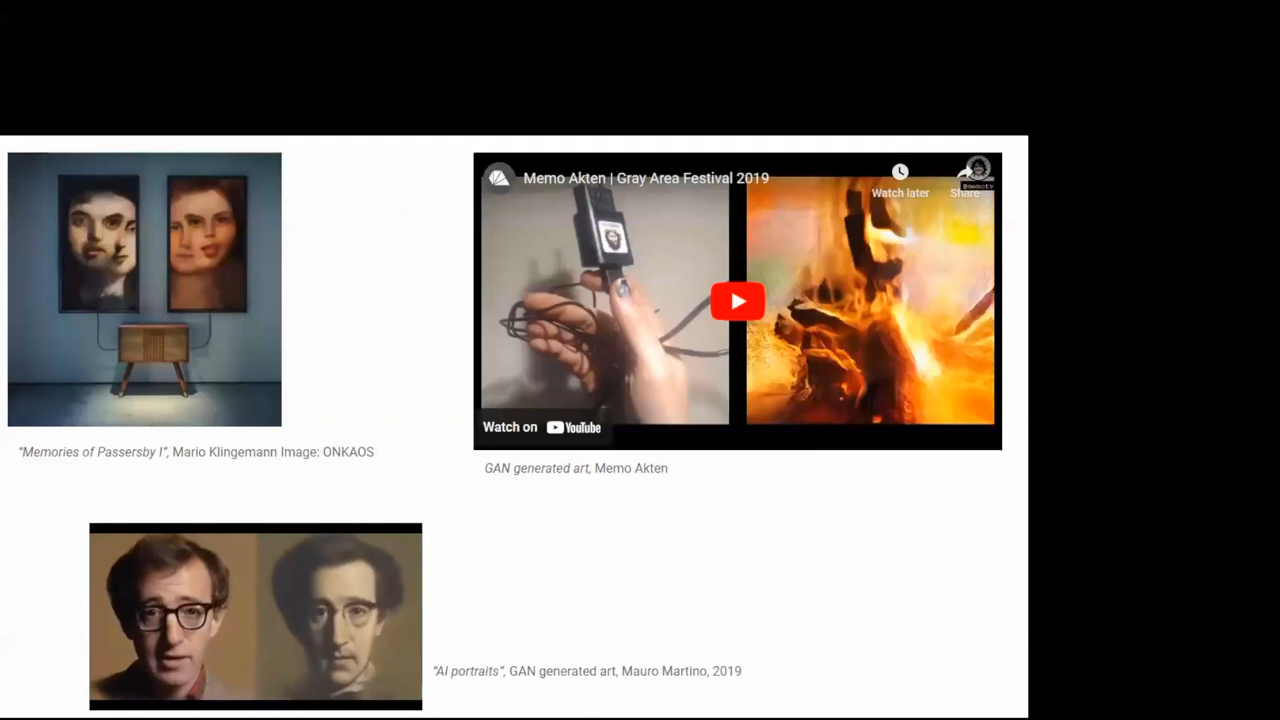 Memo Akten | Gray Area Festival 2019
Watch later
Share
@memotv
Watch on YouTube
“Memories of Passersby I”, Mario Klingemann Image: ONKAOS
GAN generated art, Memo Akten
“AI portraits”, GAN generated art, Mauro Martino, 2019